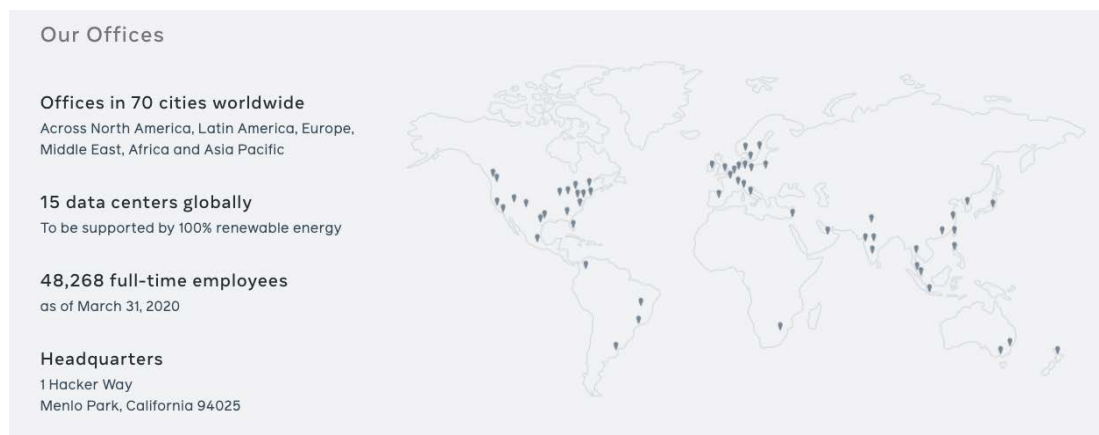 Our Offices
Offices in 70 cities worldwide
Across North America, Latin America, Europe,
Middle East, Africa and Asia Pacific
15 data centers globally
To be supported by 100% renewable energy
48,268 full-time employees
as of March 31, 2020
Headquarters
1 Hacker Way
Menlo Park, California 94025